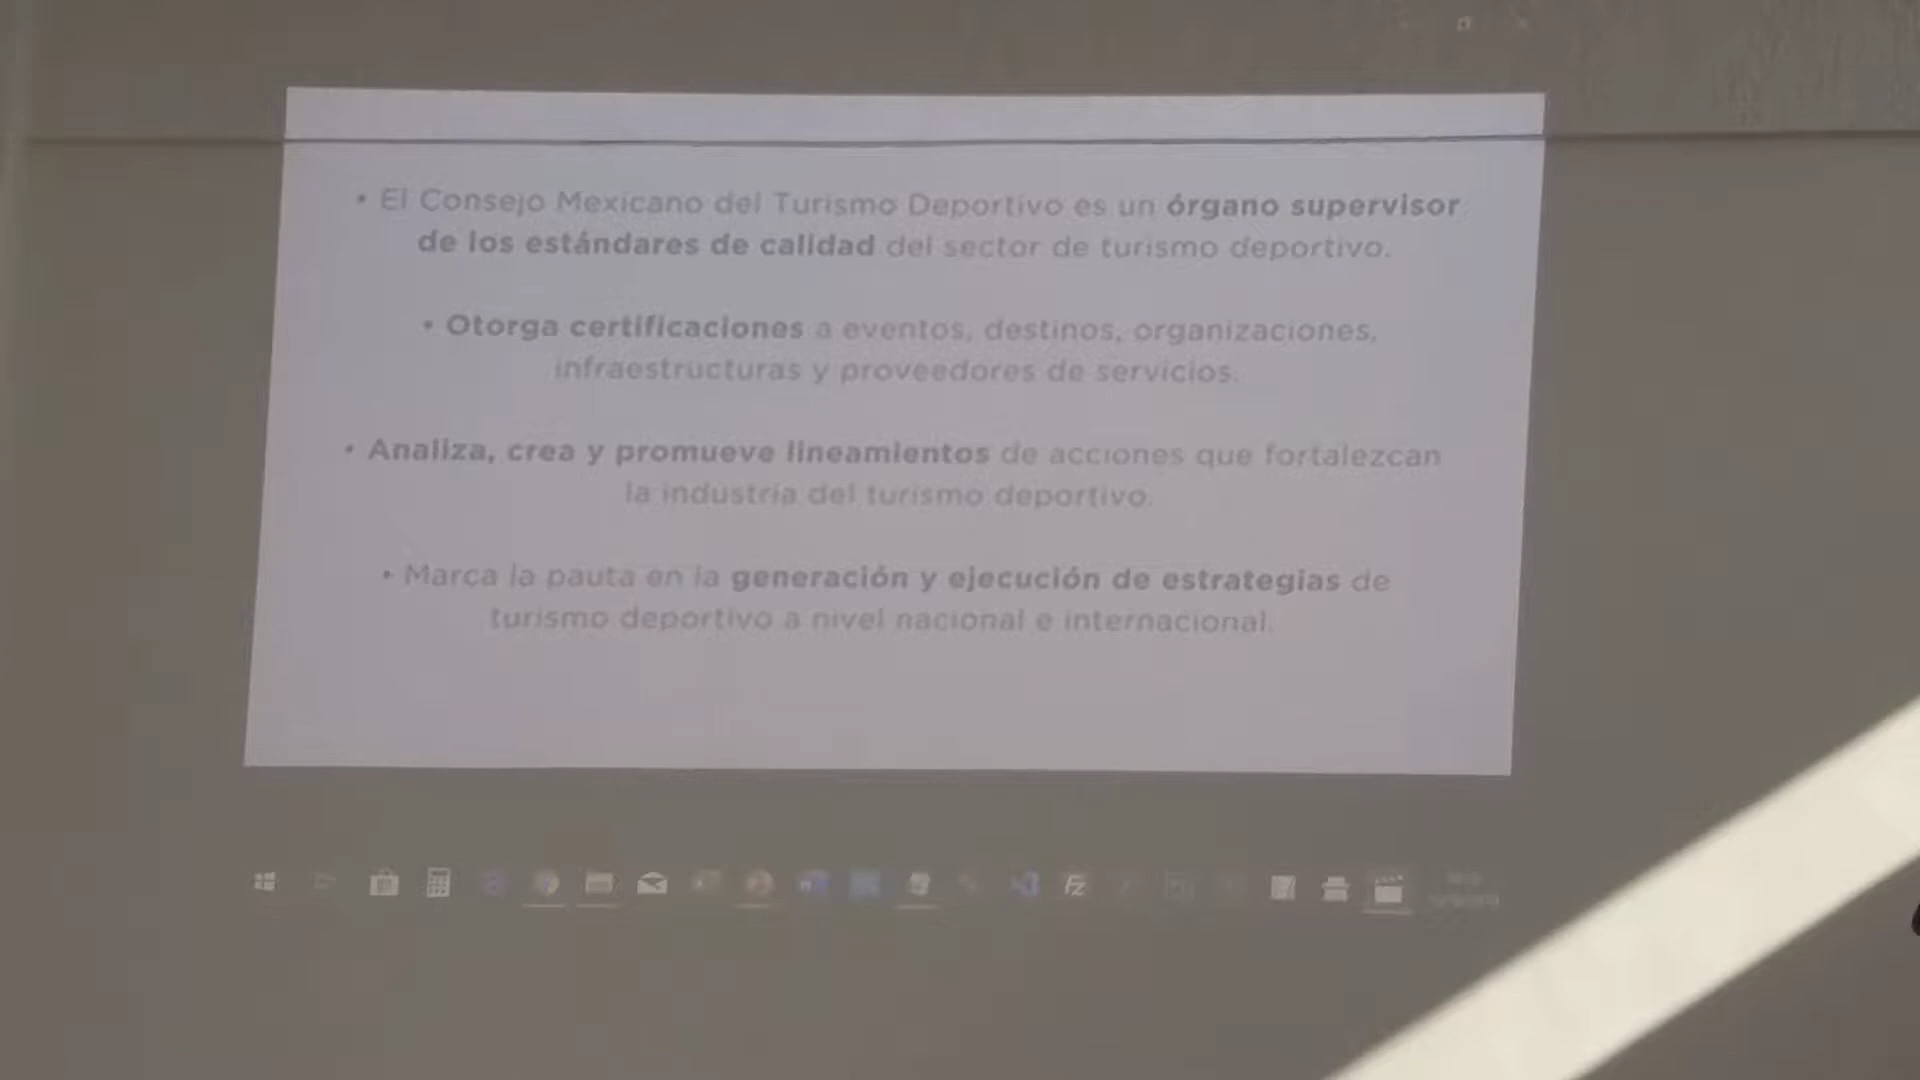 • El Consejo Mexicano del Turismo Deportivo es un órgano supervisor
de los estándares de calidad del sector de turismo deportivo.
• Otorga certificaciones a eventos, destinos, organizaciones,
infraestructuras y proveedores de servicios.
• Analiza, crea y promueve lineamientos de acciones que fortalezcan
la industria del turismo deportivo.
• Marca la pauta en la generación y ejecución de estrategias de
turismo deportivo a nivel nacional e internacional.
Fz